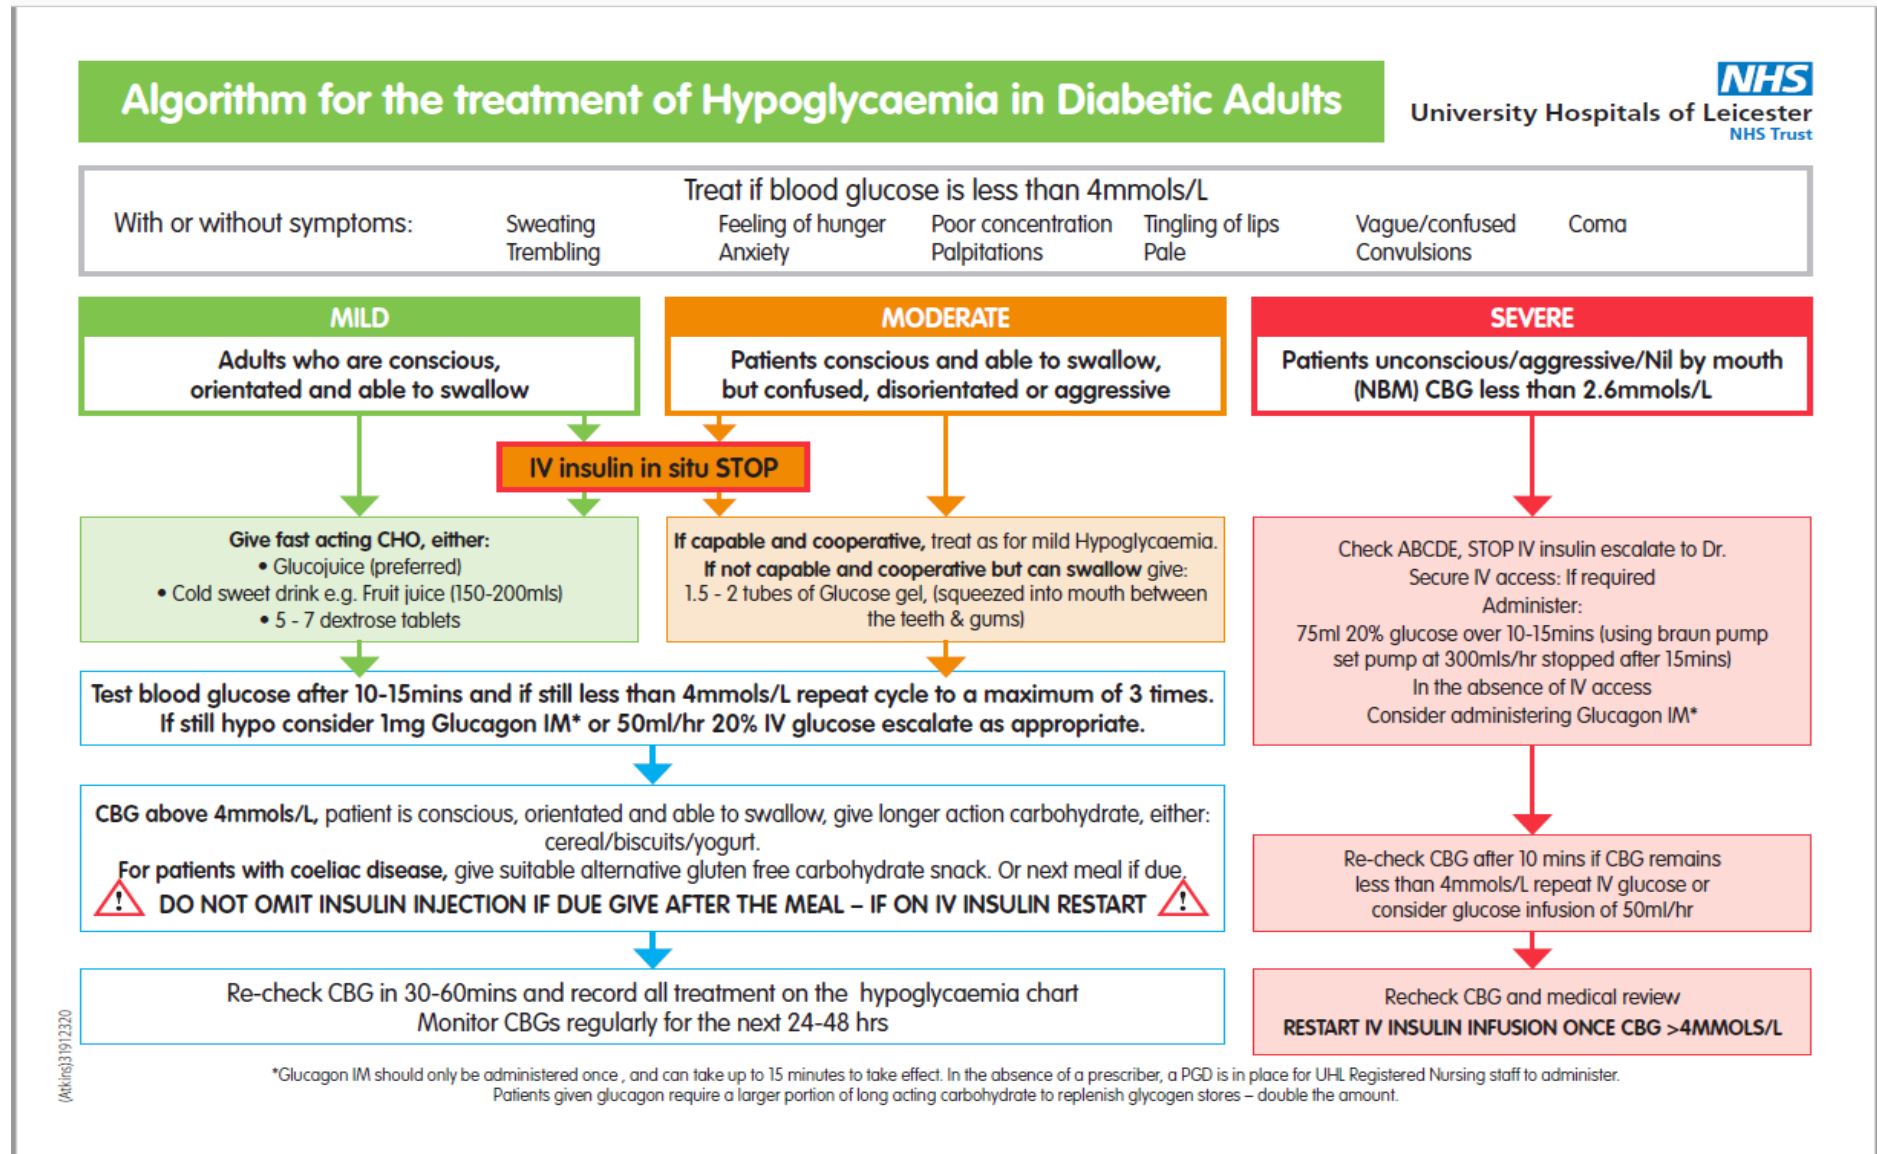 Algorithm for the treatment of Hypoglycaemia in Diabetic Adults
NHS
University Hospitals of Leicester
NHS Trust
Treat if blood glucose is less than 4mmols/L
With or without symptoms: Sweating Feeling of hunger Poor concentration Tingling of lips Vague/confused Coma
Trembling Anxiety Palpitations Pale Convulsions
MILD
Adults who are conscious,
orientated and able to swallow
MODERATE
Patients conscious and able to swallow,
but confused, disorientated or aggressive
SEVERE
Patients unconscious/aggressive/Nil by mouth
(NBM) CBG less than 2.6mmols/L
IV insulin in situ STOP
Give fast acting CHO, either:
• Glucojuice (preferred)
• Cold sweet drink e.g. Fruit juice (150-200mls)
• 5 - 7 dextrose tablets
If capable and cooperative, treat as for mild Hypoglycaemia.
If not capable and cooperative but can swallow give:
1.5 - 2 tubes of Glucose gel, (squeezed into mouth between
the teeth & gums)
Check ABCDE, STOP IV insulin escalate to Dr.
Secure IV access: If required
Administer:
75ml 20% glucose over 10-15mins (using braun pump
set pump at 300mls/hr stopped after 15mins)
In the absence of IV access
Consider administering Glucagon IM*
Test blood glucose after 10-15mins and if still less than 4mmols/L repeat cycle to a maximum of 3 times.
If still hypo consider 1mg Glucagon IM* or 50ml/hr 20% IV glucose escalate as appropriate.
CBG above 4mmols/L, patient is conscious, orientated and able to swallow, give longer action carbohydrate, either:
cereal/biscuits/yogurt.
For patients with coeliac disease, give suitable alternative gluten free carbohydrate snack. Or next meal if due.
! DO NOT OMIT INSULIN INJECTION IF DUE GIVE AFTER THE MEAL – IF ON IV INSULIN RESTART !
Re-check CBG after 10 mins if CBG remains
less than 4mmols/L repeat IV glucose or
consider glucose infusion of 50ml/hr
Re-check CBG in 30-60mins and record all treatment on the hypoglycaemia chart
Monitor CBGs regularly for the next 24-48 hrs
Recheck CBG and medical review
RESTART IV INSULIN INFUSION ONCE CBG >4MMOLS/L
*Glucagon IM should only be administered once , and can take up to 15 minutes to take effect. In the absence of a prescriber, a PGD is in place for UHL Registered Nursing staff to administer.
Patients given glucagon require a larger portion of long acting carbohydrate to replenish glycogen stores – double the amount.
(Atkins)31912320